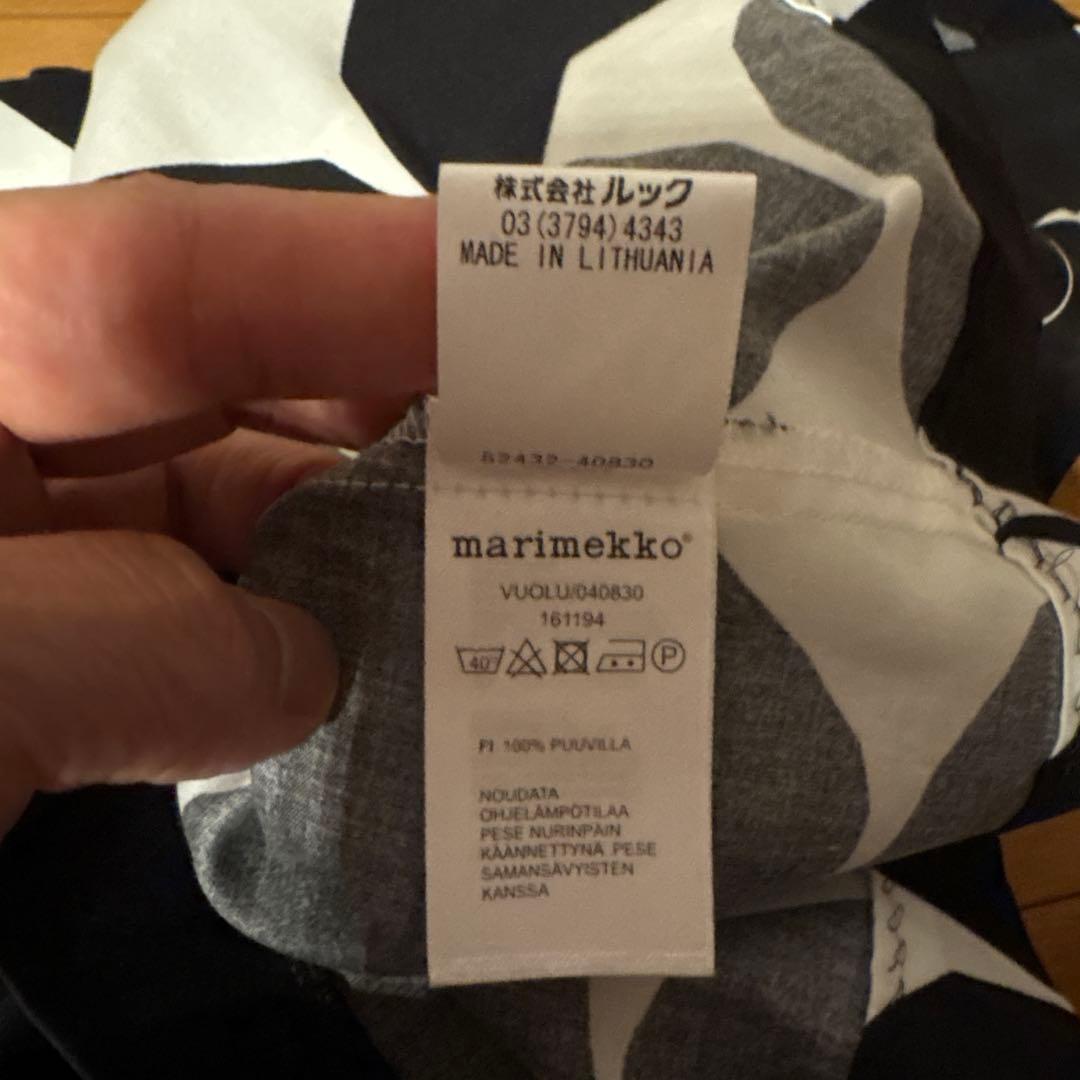 株式会社ルック
03(3794)4343
MADE IN LITHUANIA
52432-40830
marimekko®
VUOLU/040830
161194
40° P
FI 100% PUUVILLA
NOUDATA
OHJELÄMPÖTILAA
PESE NURINPÄIN
KÄÄNNETTYNÄ PESE
SAMANSÄVYISTEN
KANSSA